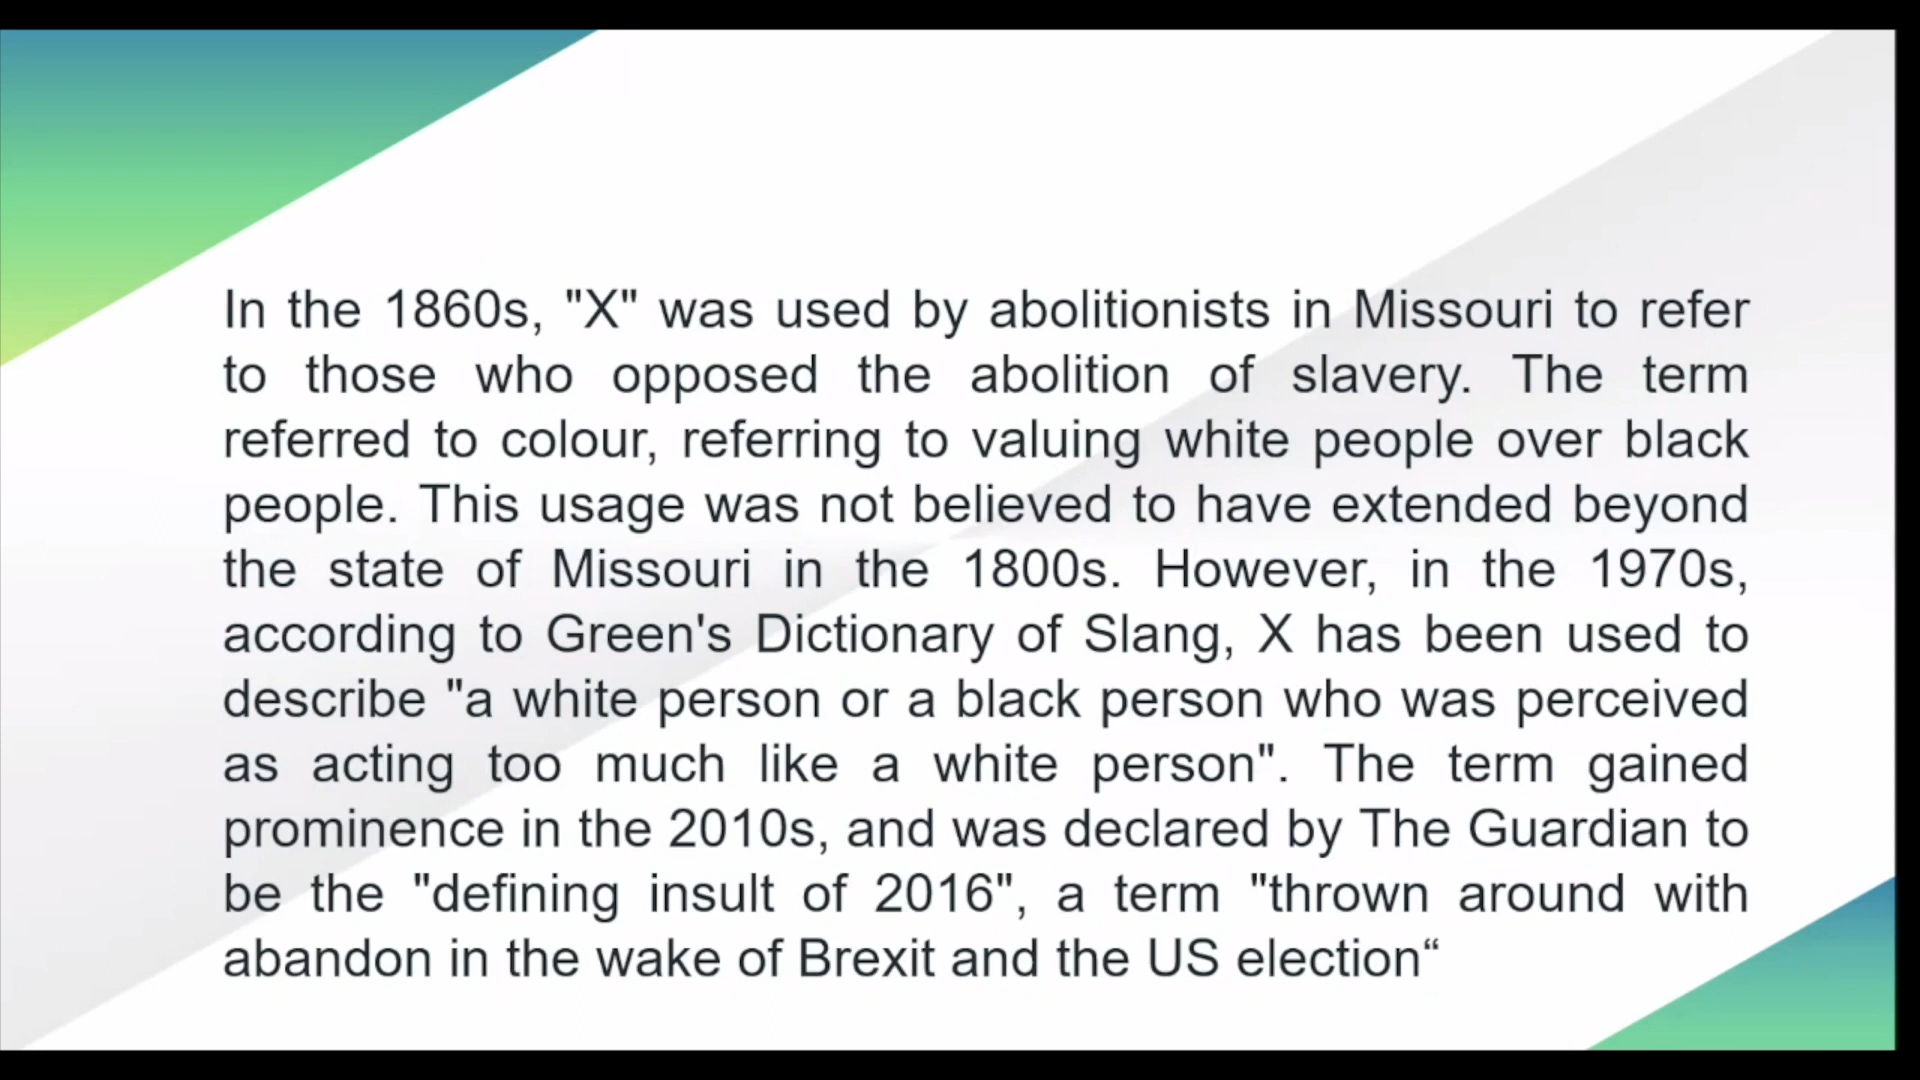 In the 1860s, "X" was used by abolitionists in Missouri to refer
to those who opposed the abolition of slavery. The term
referred to colour, referring to valuing white people over black
people. This usage was not believed to have extended beyond
the state of Missouri in the 1800s. However, in the 1970s,
according to Green's Dictionary of Slang, X has been used to
describe "a white person or a black person who was perceived
as acting too much like a white person". The term gained
prominence in the 2010s, and was declared by The Guardian to
be the "defining insult of 2016", a term "thrown around with
abandon in the wake of Brexit and the US election“